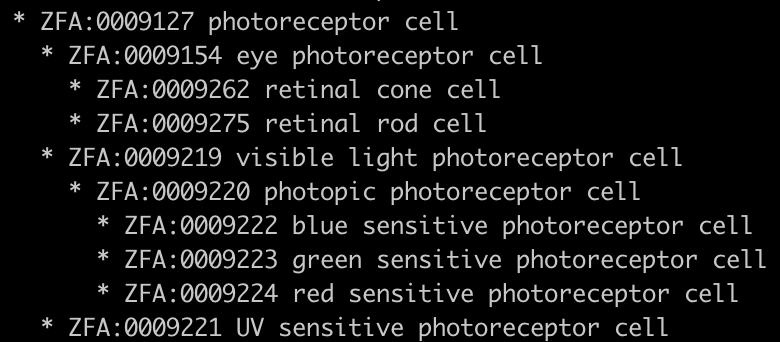 * ZFA:0009127 photoreceptor cell
* ZFA:0009154 eye photoreceptor cell
* ZFA:0009262 retinal cone cell
* ZFA:0009275 retinal rod cell
* ZFA:0009219 visible light photoreceptor cell
* ZFA:0009220 photopic photoreceptor cell
* ZFA:0009222 blue sensitive photoreceptor cell
* ZFA:0009223 green sensitive photoreceptor cell
* ZFA:0009224 red sensitive photoreceptor cell
* ZFA:0009221 UV sensitive photoreceptor cell